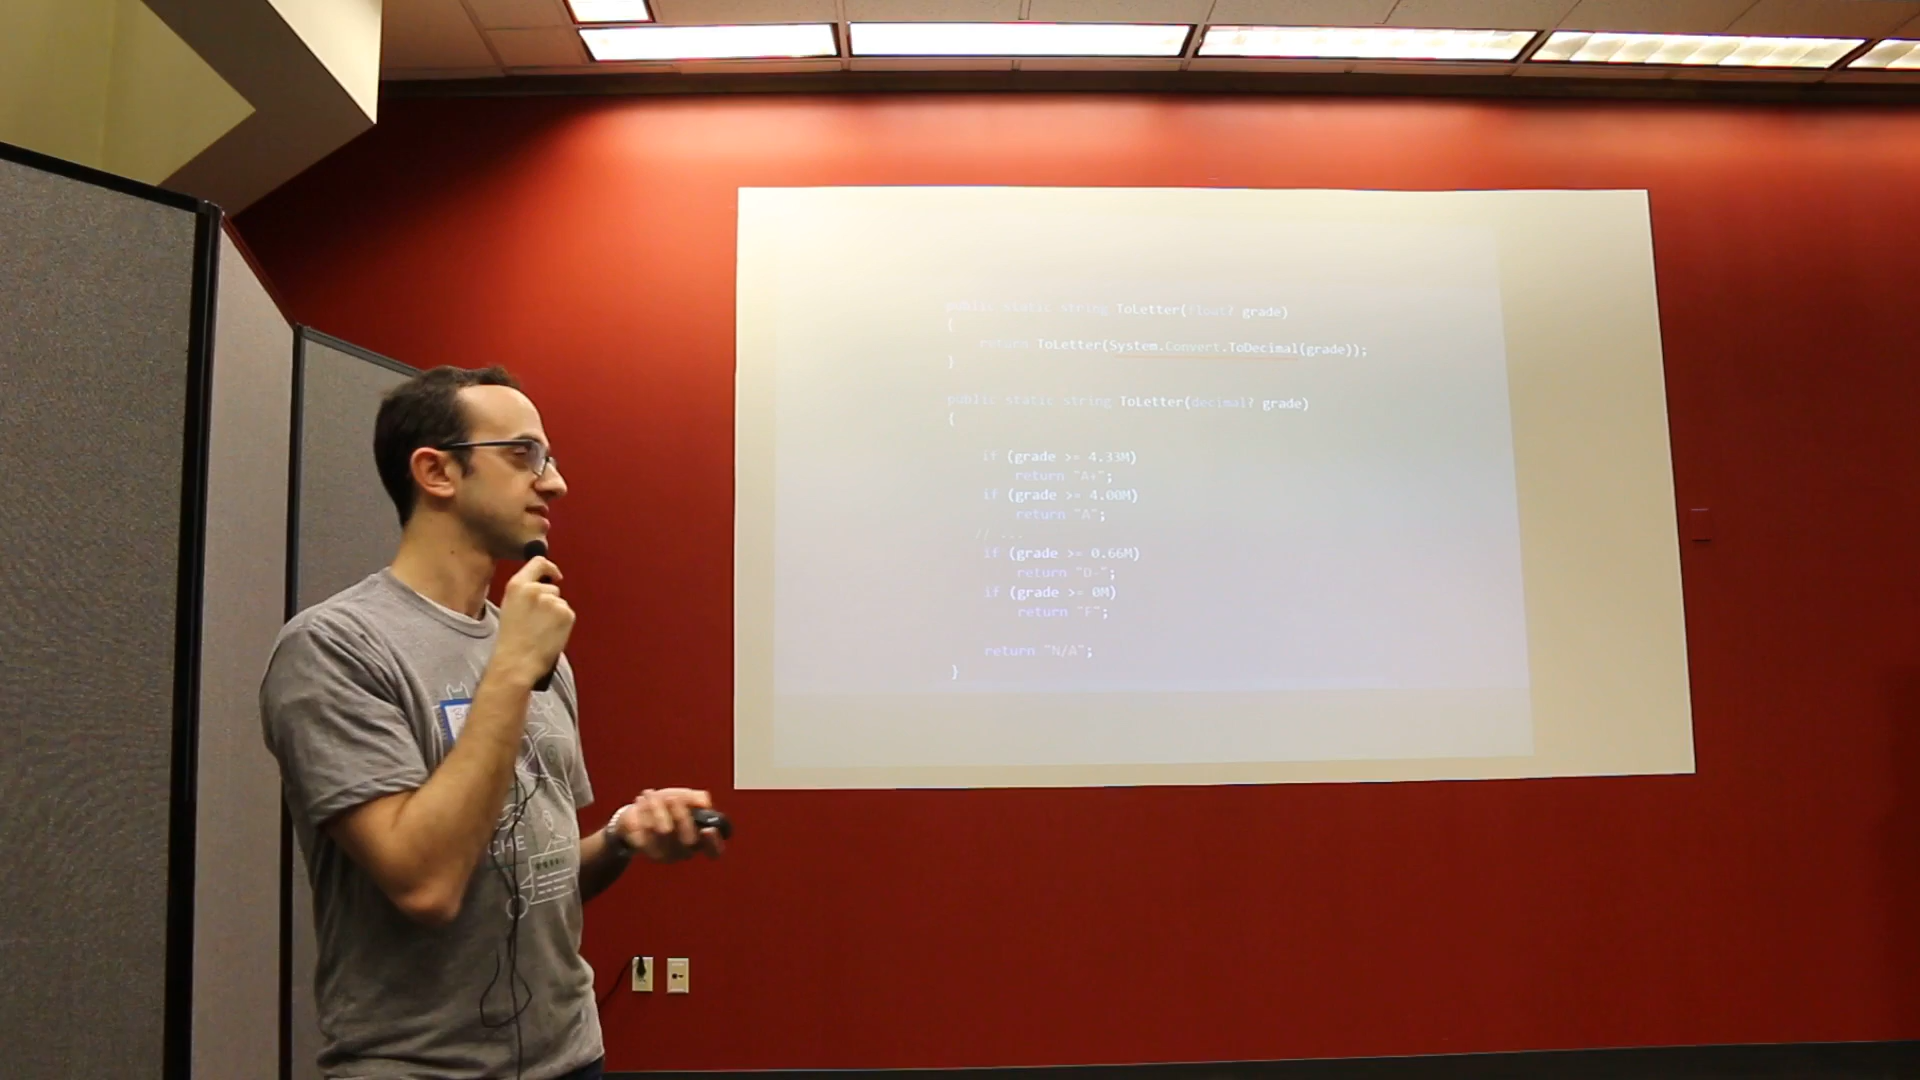 public static string ToLetter(float? grade)
{
return ToLetter(System.Convert.ToDecimal(grade));
}
public static string ToLetter(decimal? grade)
{
if (grade >= 4.33M)
return "A+";
if (grade >= 4.00M)
return "A";
// ...
if (grade >= 0.66M)
return "D-";
if (grade >= 0M)
return "F";
return "N/A";
}
CHE